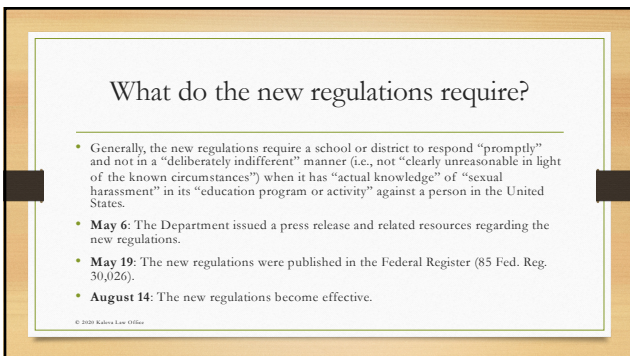 What do the new regulations require?
• Generally, the new regulations require a school or district to respond “promptly”
and not in a “deliberately indifferent” manner (i.e., not “clearly unreasonable in light
of the known circumstances”) when it has “actual knowledge” of “sexual
harassment” in its “education program or activity” against a person in the United
States.
• May 6: The Department issued a press release and related resources regarding the
new regulations.
• May 19: The new regulations were published in the Federal Register (85 Fed. Reg.
30,026).
• August 14: The new regulations become effective.
© 2020 Kaleva Law Office